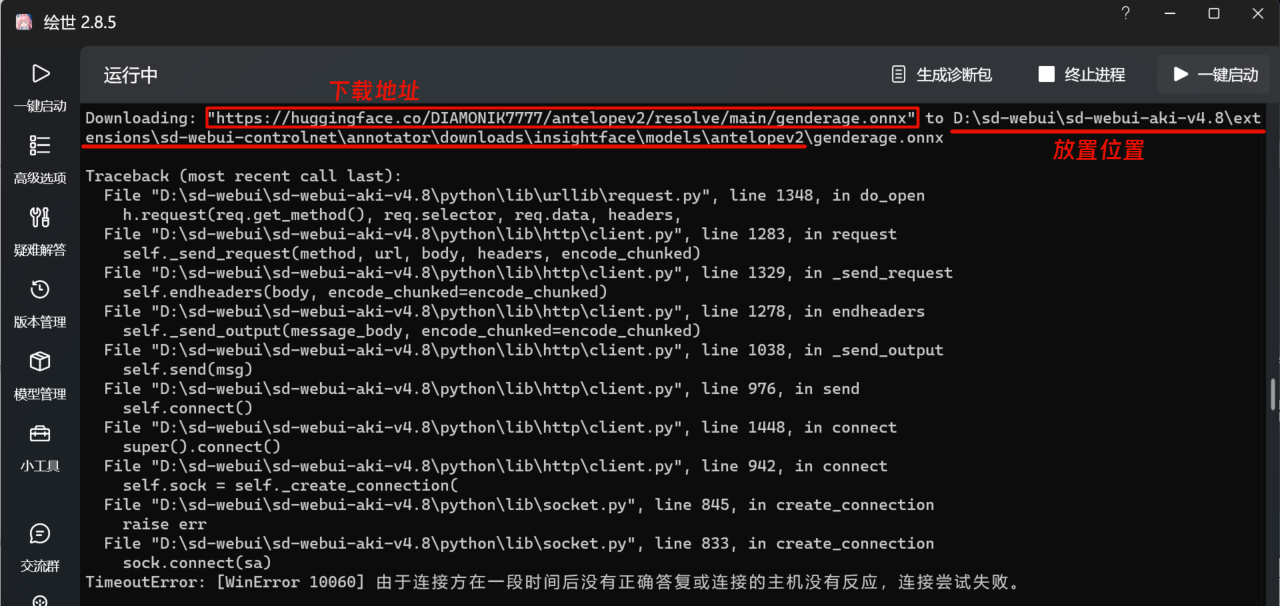 绘世 2.8.5
?
一键启动
高级选项
疑难解答
版本管理
模型管理
小工具
交流群
运行中
生成诊断包
终止进程
一键启动
下载地址
Downloading: "https://huggingface.co/DIAMONIK7777/antelopev2/resolve/main/genderage.onnx" to D:\sd-webui\sd-webui-aki-v4.8\ext
ensions\sd-webui-controlnet\annotator\downloads\insightface\models\antelopev2\genderage.onnx
放置位置
Traceback (most recent call last):
  File "D:\sd-webui\sd-webui-aki-v4.8\python\lib\urllib\request.py", line 1348, in do_open
    h.request(req.get_method(), req.selector, req.data, headers,
  File "D:\sd-webui\sd-webui-aki-v4.8\python\lib\http\client.py", line 1283, in request
    self._send_request(method, url, body, headers, encode_chunked)
  File "D:\sd-webui\sd-webui-aki-v4.8\python\lib\http\client.py", line 1329, in _send_request
    self.endheaders(body, encode_chunked=encode_chunked)
  File "D:\sd-webui\sd-webui-aki-v4.8\python\lib\http\client.py", line 1278, in endheaders
    self._send_output(message_body, encode_chunked=encode_chunked)
  File "D:\sd-webui\sd-webui-aki-v4.8\python\lib\http\client.py", line 1038, in _send_output
    self.send(msg)
  File "D:\sd-webui\sd-webui-aki-v4.8\python\lib\http\client.py", line 976, in send
    self.connect()
  File "D:\sd-webui\sd-webui-aki-v4.8\python\lib\http\client.py", line 1448, in connect
    super().connect()
  File "D:\sd-webui\sd-webui-aki-v4.8\python\lib\http\client.py", line 942, in connect
    self.sock = self._create_connection(
  File "D:\sd-webui\sd-webui-aki-v4.8\python\lib\socket.py", line 845, in create_connection
    raise err
  File "D:\sd-webui\sd-webui-aki-v4.8\python\lib\socket.py", line 833, in create_connection
    sock.connect(sa)
TimeoutError: [WinError 10060] 由于连接方在一段时间后没有正确答复或连接的主机没有反应，连接尝试失败。